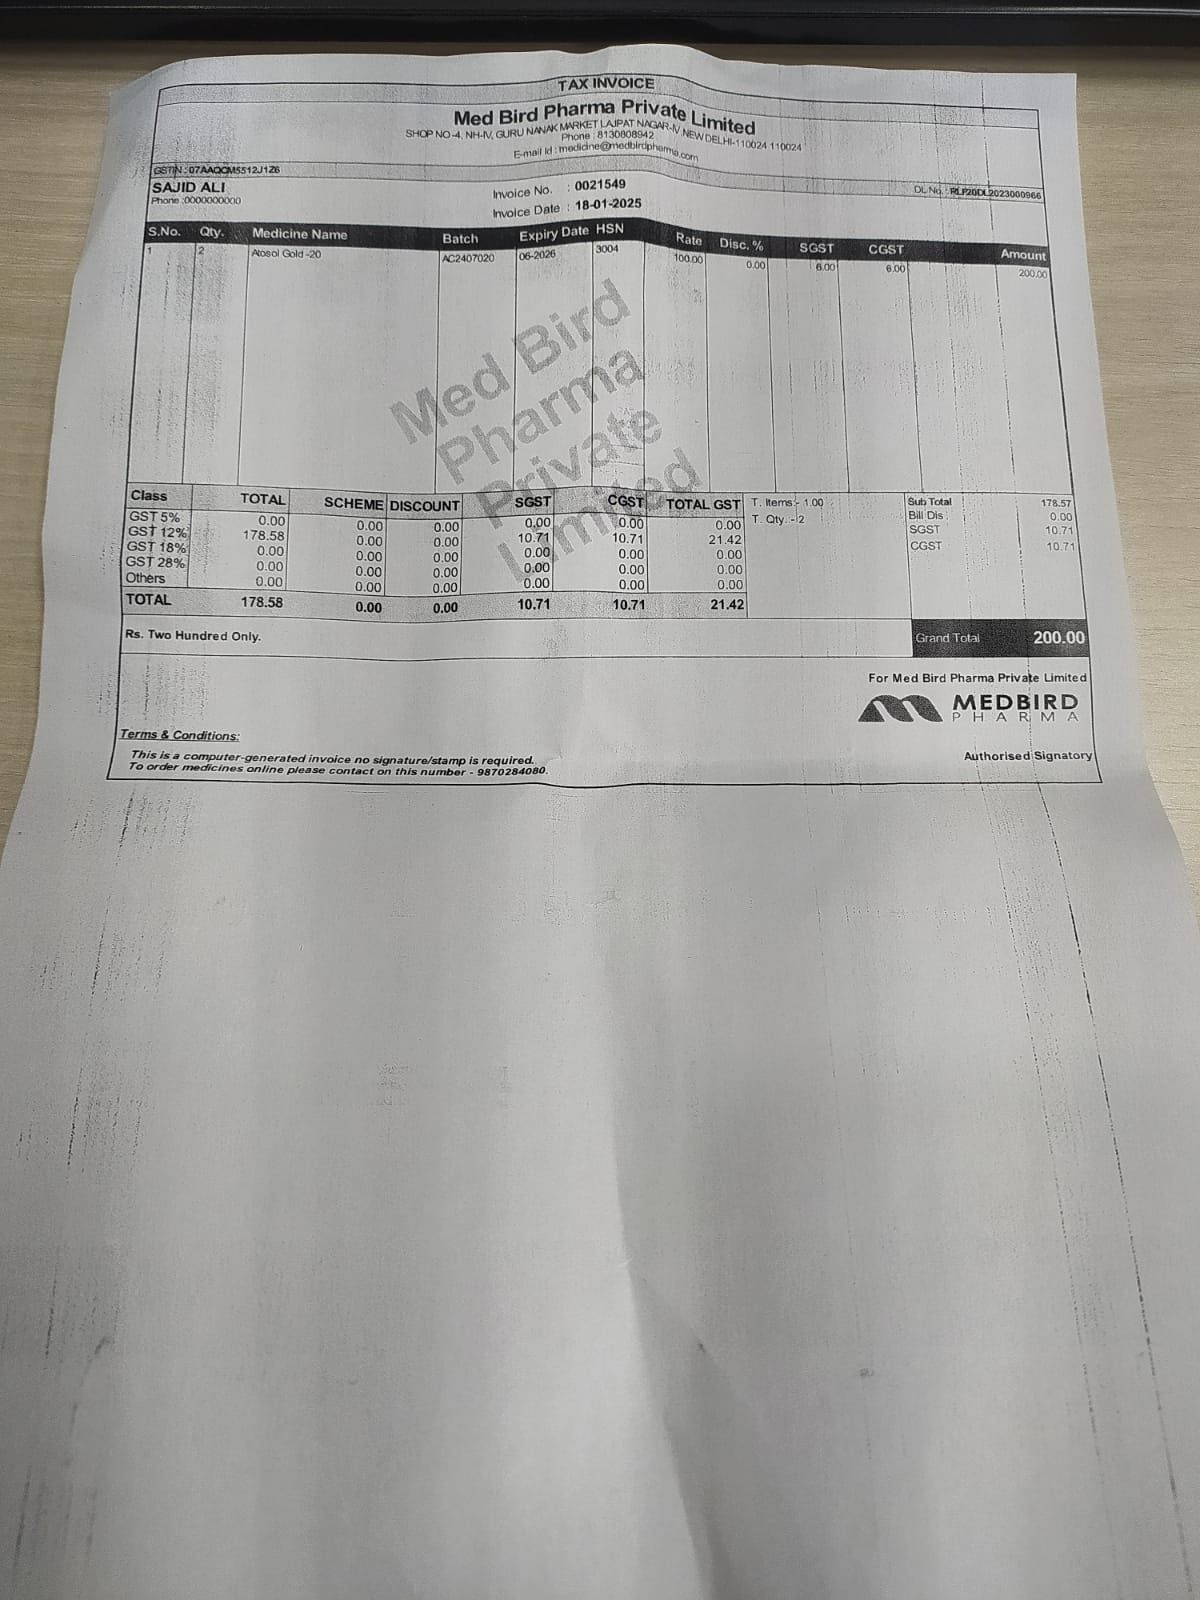 TAX INVOICE
Med Bird Pharma Private Limited
SHOP NO-4, NH-IV, GURU NANAK MARKET LAJPAT NAGAR-IV NEW DELHI-110024 110024
Phone : 8130808942
E-mail Id : medicine@medbirdpharma.com
GSTIN : 07AAQCM5512J1Z6
SAJID ALI
Phone :0000000000
Invoice No. : 0021549
Invoice Date : 18-01-2025
DL No. : RLF20DL2023000966
S.No. Qty. Medicine Name Batch Expiry Date HSN Rate Disc. % SGST CGST Amount
1 2 Atosol Gold -20 AC2407020 06-2026 3004 100.00 0.00 6.00 6.00 200.00
Med Bird
Pharma
Private
Limited
Class TOTAL SCHEME DISCOUNT SGST CGST TOTAL GST
GST 5% 0.00 0.00 0.00 0.00 0.00 0.00
GST 12% 178.58 0.00 0.00 10.71 10.71 21.42
GST 18% 0.00 0.00 0.00 0.00 0.00 0.00
GST 28% 0.00 0.00 0.00 0.00 0.00 0.00
Others 0.00 0.00 0.00 0.00 0.00 0.00
TOTAL 178.58 0.00 0.00 10.71 10.71 21.42
T. Items:- 1.00
T. Qty.:-2
Sub Total 178.57
Bill Dis 0.00
SGST 10.71
CGST 10.71
Rs. Two Hundred Only.
Grand Total 200.00
For Med Bird Pharma Private Limited
MEDBIRD
PHARMA
Terms & Conditions:
This is a computer-generated invoice no signature/stamp is required.
To order medicines online please contact on this number - 9870284080.
Authorised Signatory